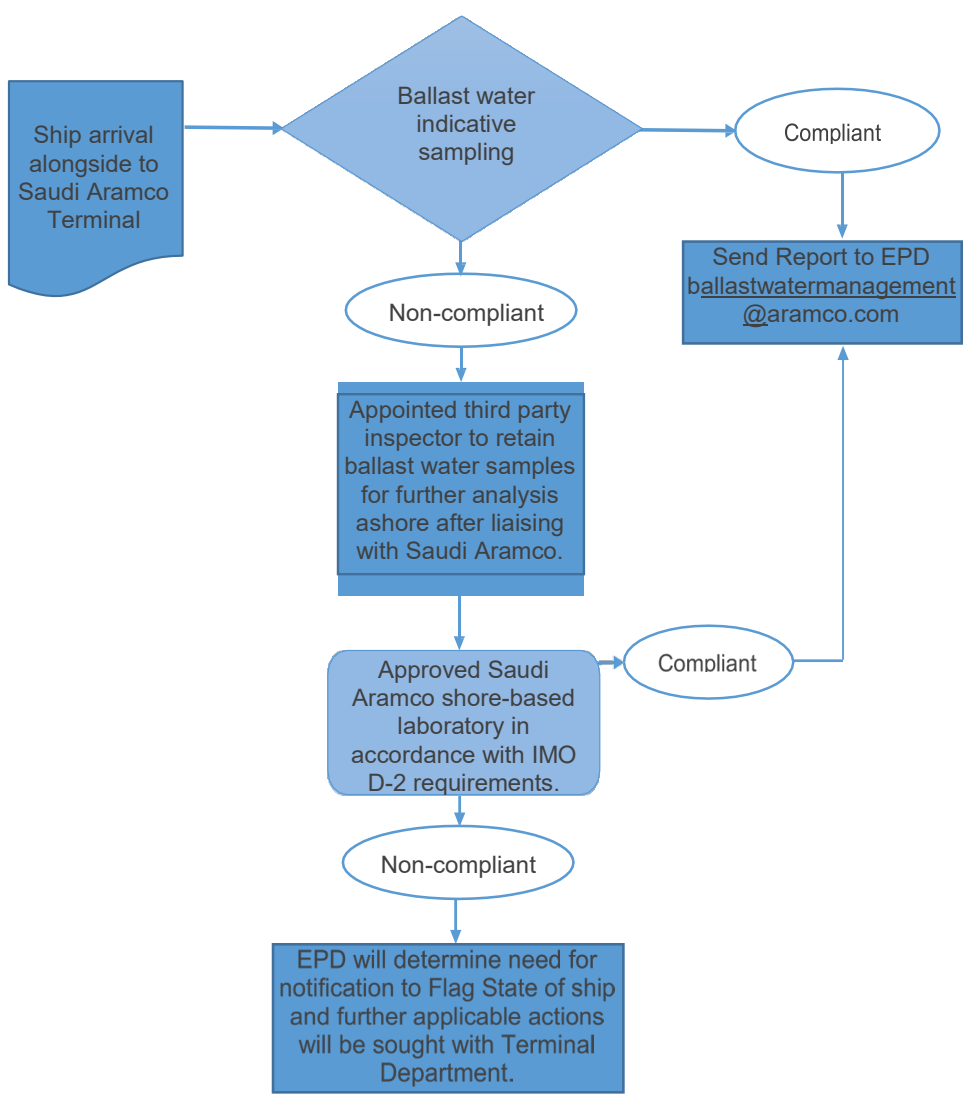 Ship arrival
alongside to
Saudi Aramco
Terminal
Ballast water
indicative
sampling
Compliant
Send Report to EPD
ballastwatermanagement
@aramco.com
Non-compliant
Appointed third party
inspector to retain
ballast water samples
for further analysis
ashore after liaising
with Saudi Aramco.
Approved Saudi
Aramco shore-based
laboratory in
accordance with IMO
D-2 requirements.
Compliant
Non-compliant
EPD will determine need for
notification to Flag State of ship
and further applicable actions
will be sought with Terminal
Department.